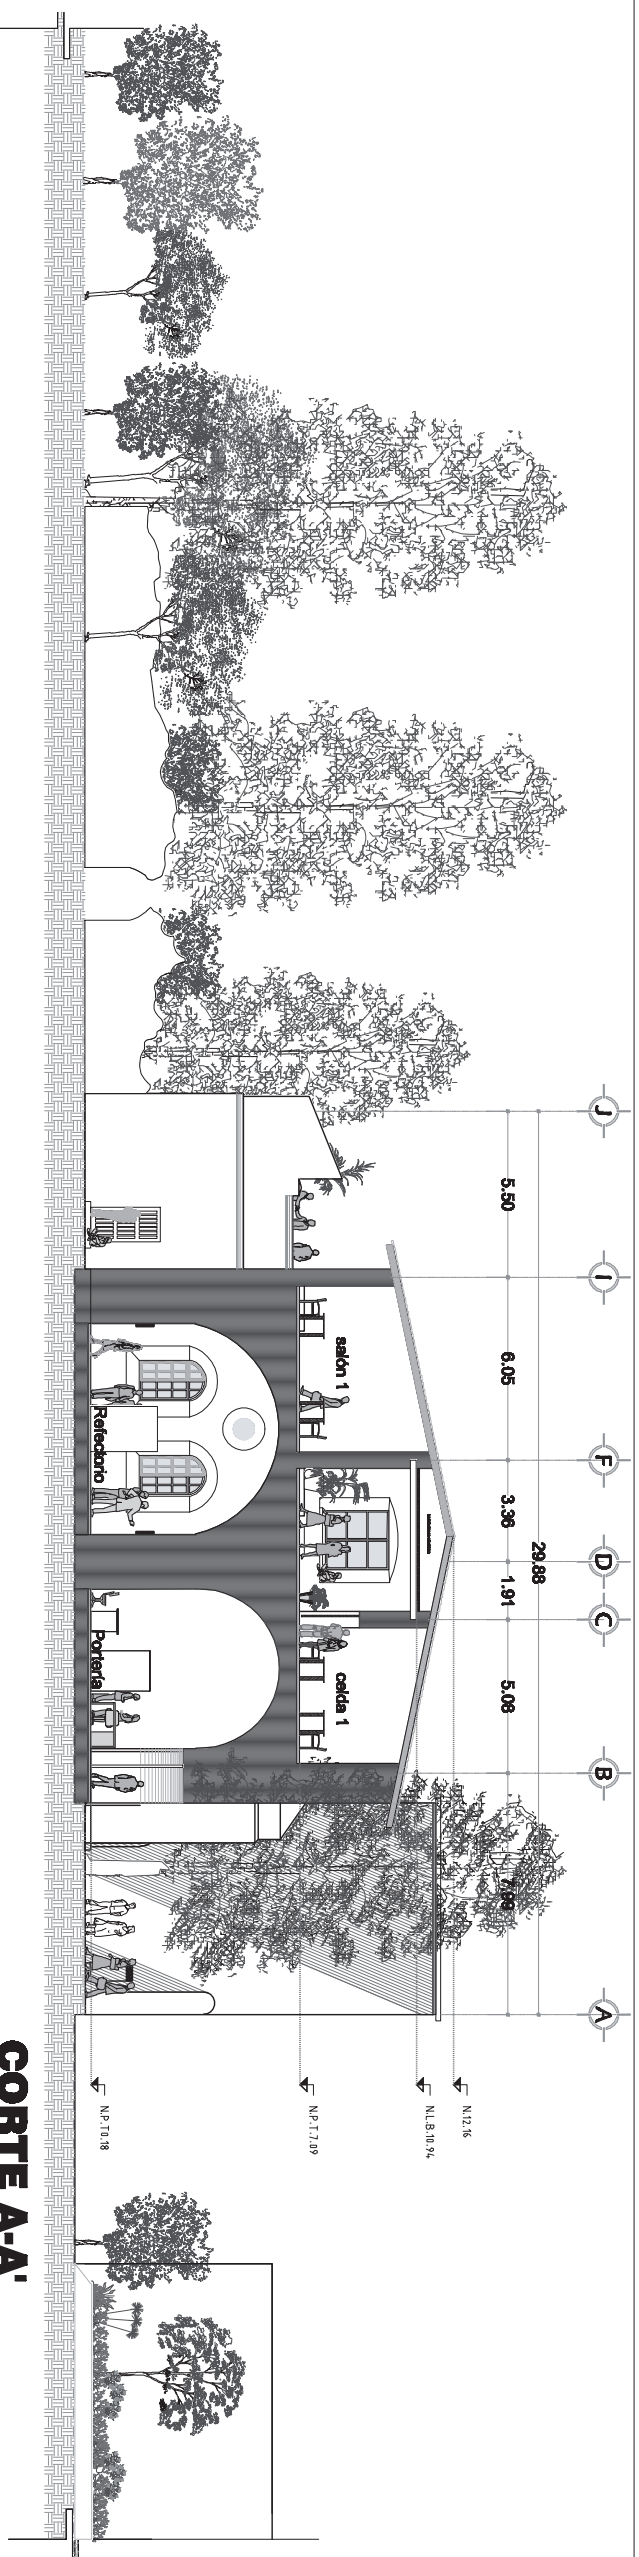 J
I
F
D
C
B
A
29.88
5.50
6.05
3.36
1.91
5.08
7.99
N.12.16
N.L.B.10.94
N.P.T.7.09
N.P.T.0.18
salón 1
celda 1
Refectorio
Portería
CORTE A-A'